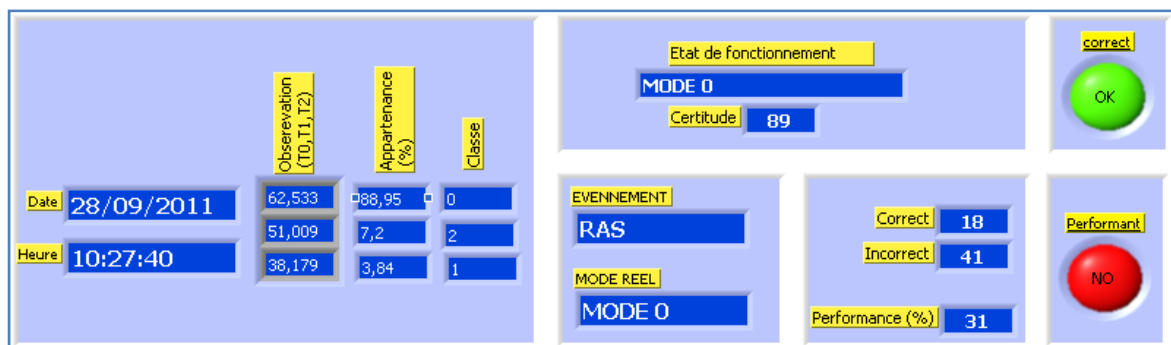 Obserevation
(T0,T1,T2)
Appartenance
(%)
Classe
Date 28/09/2011
Heure 10:27:40
62,533 88,95 0
51,009 7,2 2
38,179 3,84 1
Etat de fonctionnement
MODE 0
Certitude 89
correct
OK
EVENNEMENT
RAS
MODE REEL
MODE 0
Correct 18
Incorrect 41
Performance (%) 31
Performant
NO